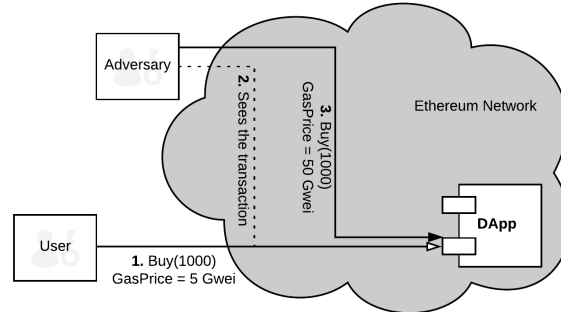 Adversary
2. Sees the transaction
3. Buy(1000)
GasPrice = 50 Gwei
Ethereum Network
DApp
User
1. Buy(1000)
GasPrice = 5 Gwei